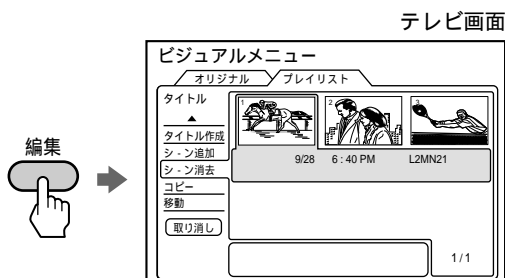 テレビ画面
ビジュアルメニュー
オリジナル プレイリスト
タイトル
1 2 3
タイトル作成
編集
シ - ン追加
9/28 6 : 40 PM L2MN21
シ - ン消去
コピー
移動
取り消し
1 / 1